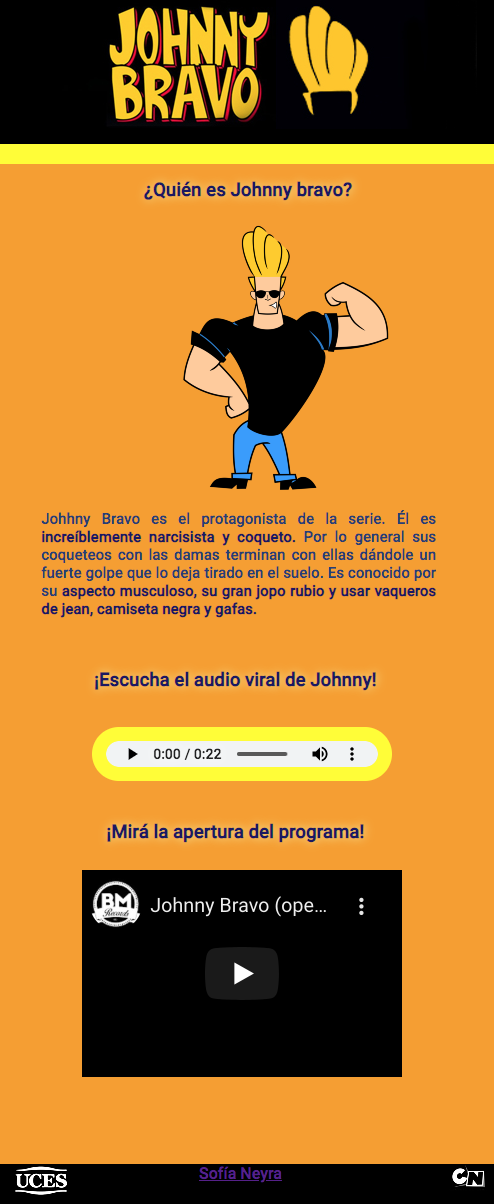 JOHNNY
BRAVO
¿Quién es Johnny bravo?
Johhny Bravo es el protagonista de la serie. Él es
increíblemente narcisista y coqueto. Por lo general sus
coqueteos con las damas terminan con ellas dándole un
fuerte golpe que lo deja tirado en el suelo. Es conocido por
su aspecto musculoso, su gran jopo rubio y usar vaqueros
de jean, camiseta negra y gafas.
¡Escucha el audio viral de Johnny!
0:00 / 0:22
¡Mirá la apertura del programa!
BM
Records
Johnny Bravo (ope...
UCES
Sofía Neyra
CN